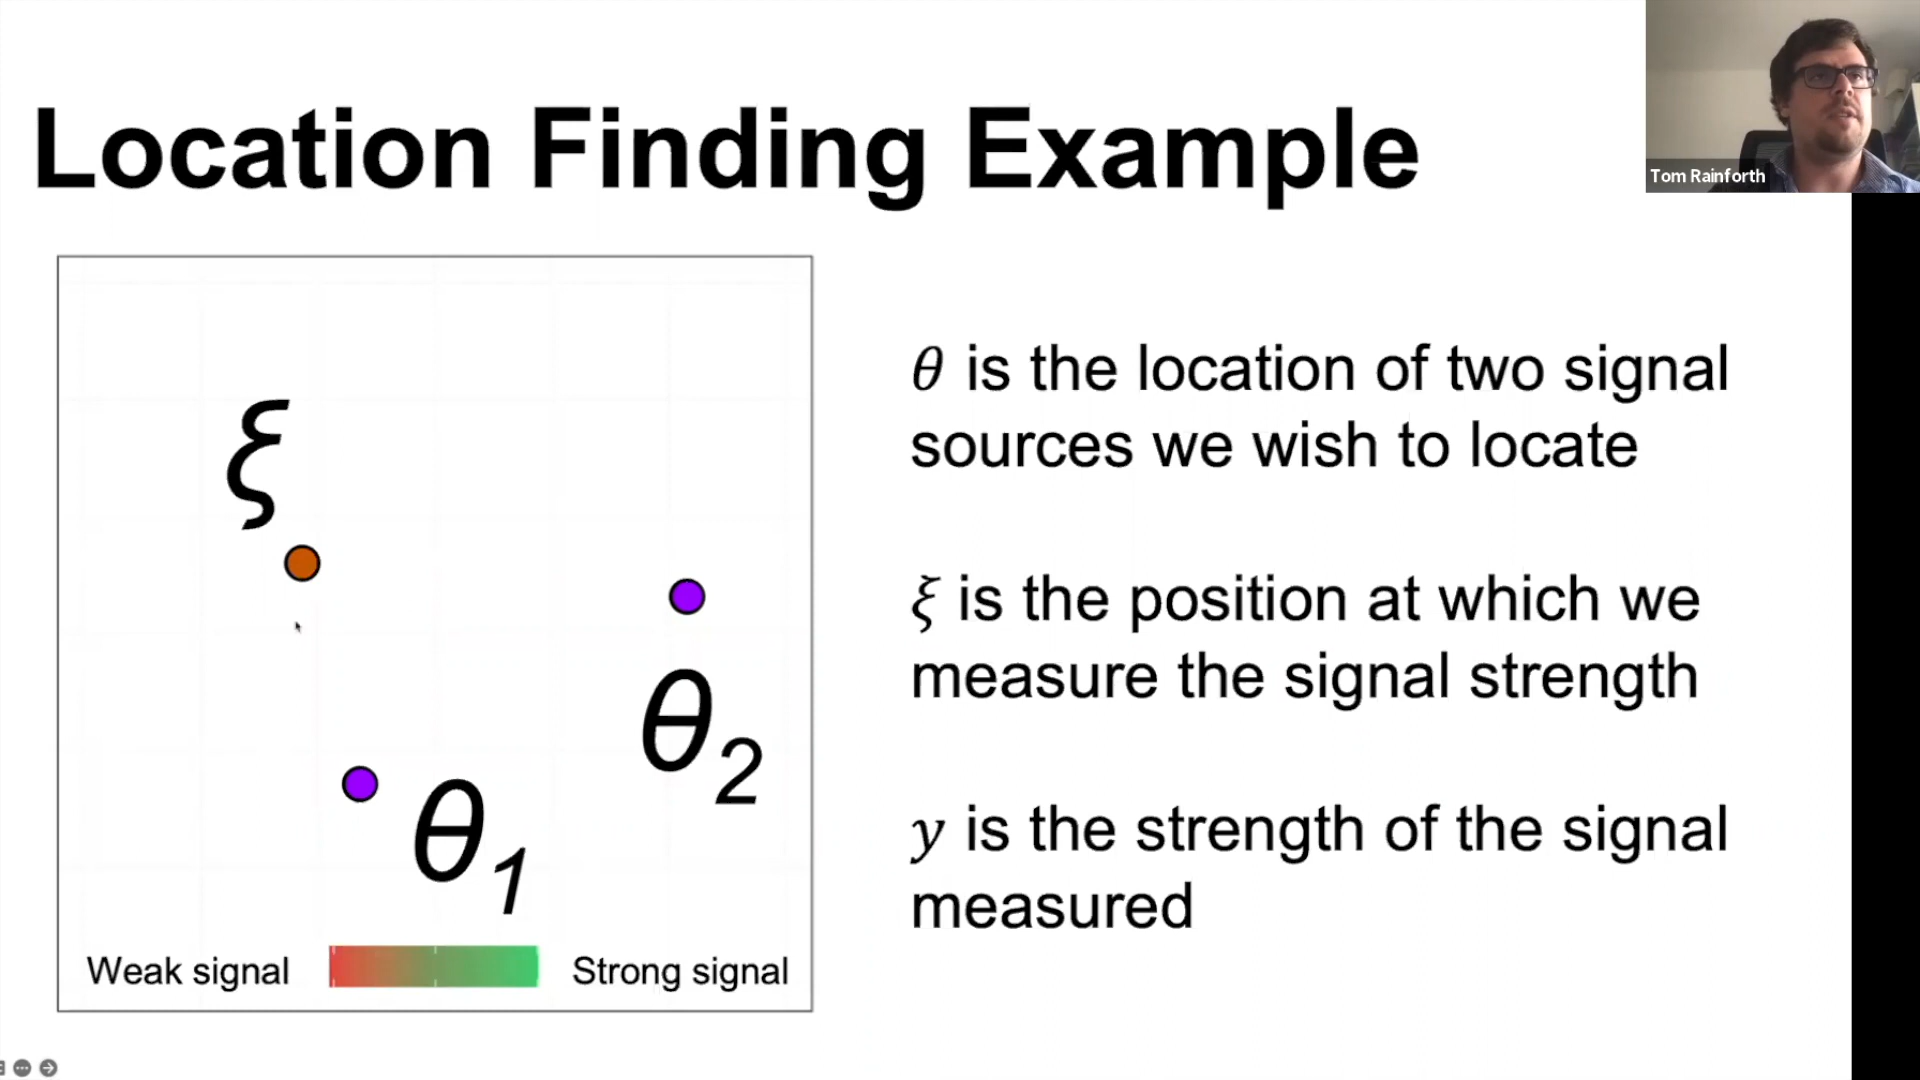 Location Finding Example
Tom Rainforth
ξ
θ2
θ1
Weak signal
Strong signal
θ is the location of two signal
sources we wish to locate
ξ is the position at which we
measure the signal strength
y is the strength of the signal
measured